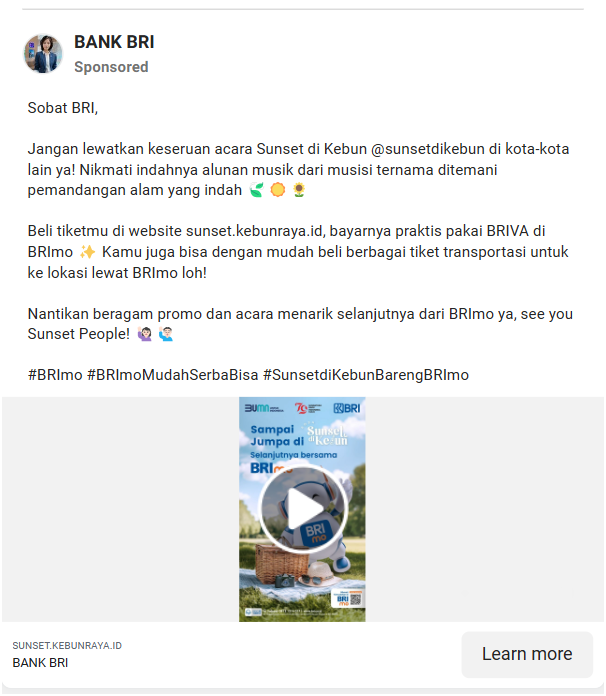 BANK BRI
Sponsored
Sobat BRI,
Jangan lewatkan keseruan acara Sunset di Kebun @sunsetdikebun di kota-kota
lain ya! Nikmati indahnya alunan musik dari musisi ternama ditemani
pemandangan alam yang indah 🌱 🌞 🌻
Beli tiketmu di website sunset.kebunraya.id, bayarnya praktis pakai BRIVA di
BRImo ✨ Kamu juga bisa dengan mudah beli berbagai tiket transportasi untuk
ke lokasi lewat BRImo loh!
Nantikan beragam promo dan acara menarik selanjutnya dari BRImo ya, see you
Sunset People! 🙋🏻‍♀️ 🤦🏻‍♂️
#BRImo #BRImoMudahSerbaBisa #SunsetdiKebunBarengBRImo
BUMN
BRI
Sampai
Jumpa di
Sunset
di Kebun
Selanjutnya bersama
BRImo
BRI
mo
BRI
mo
SUNSET.KEBUNRAYA.ID
BANK BRI
Learn more